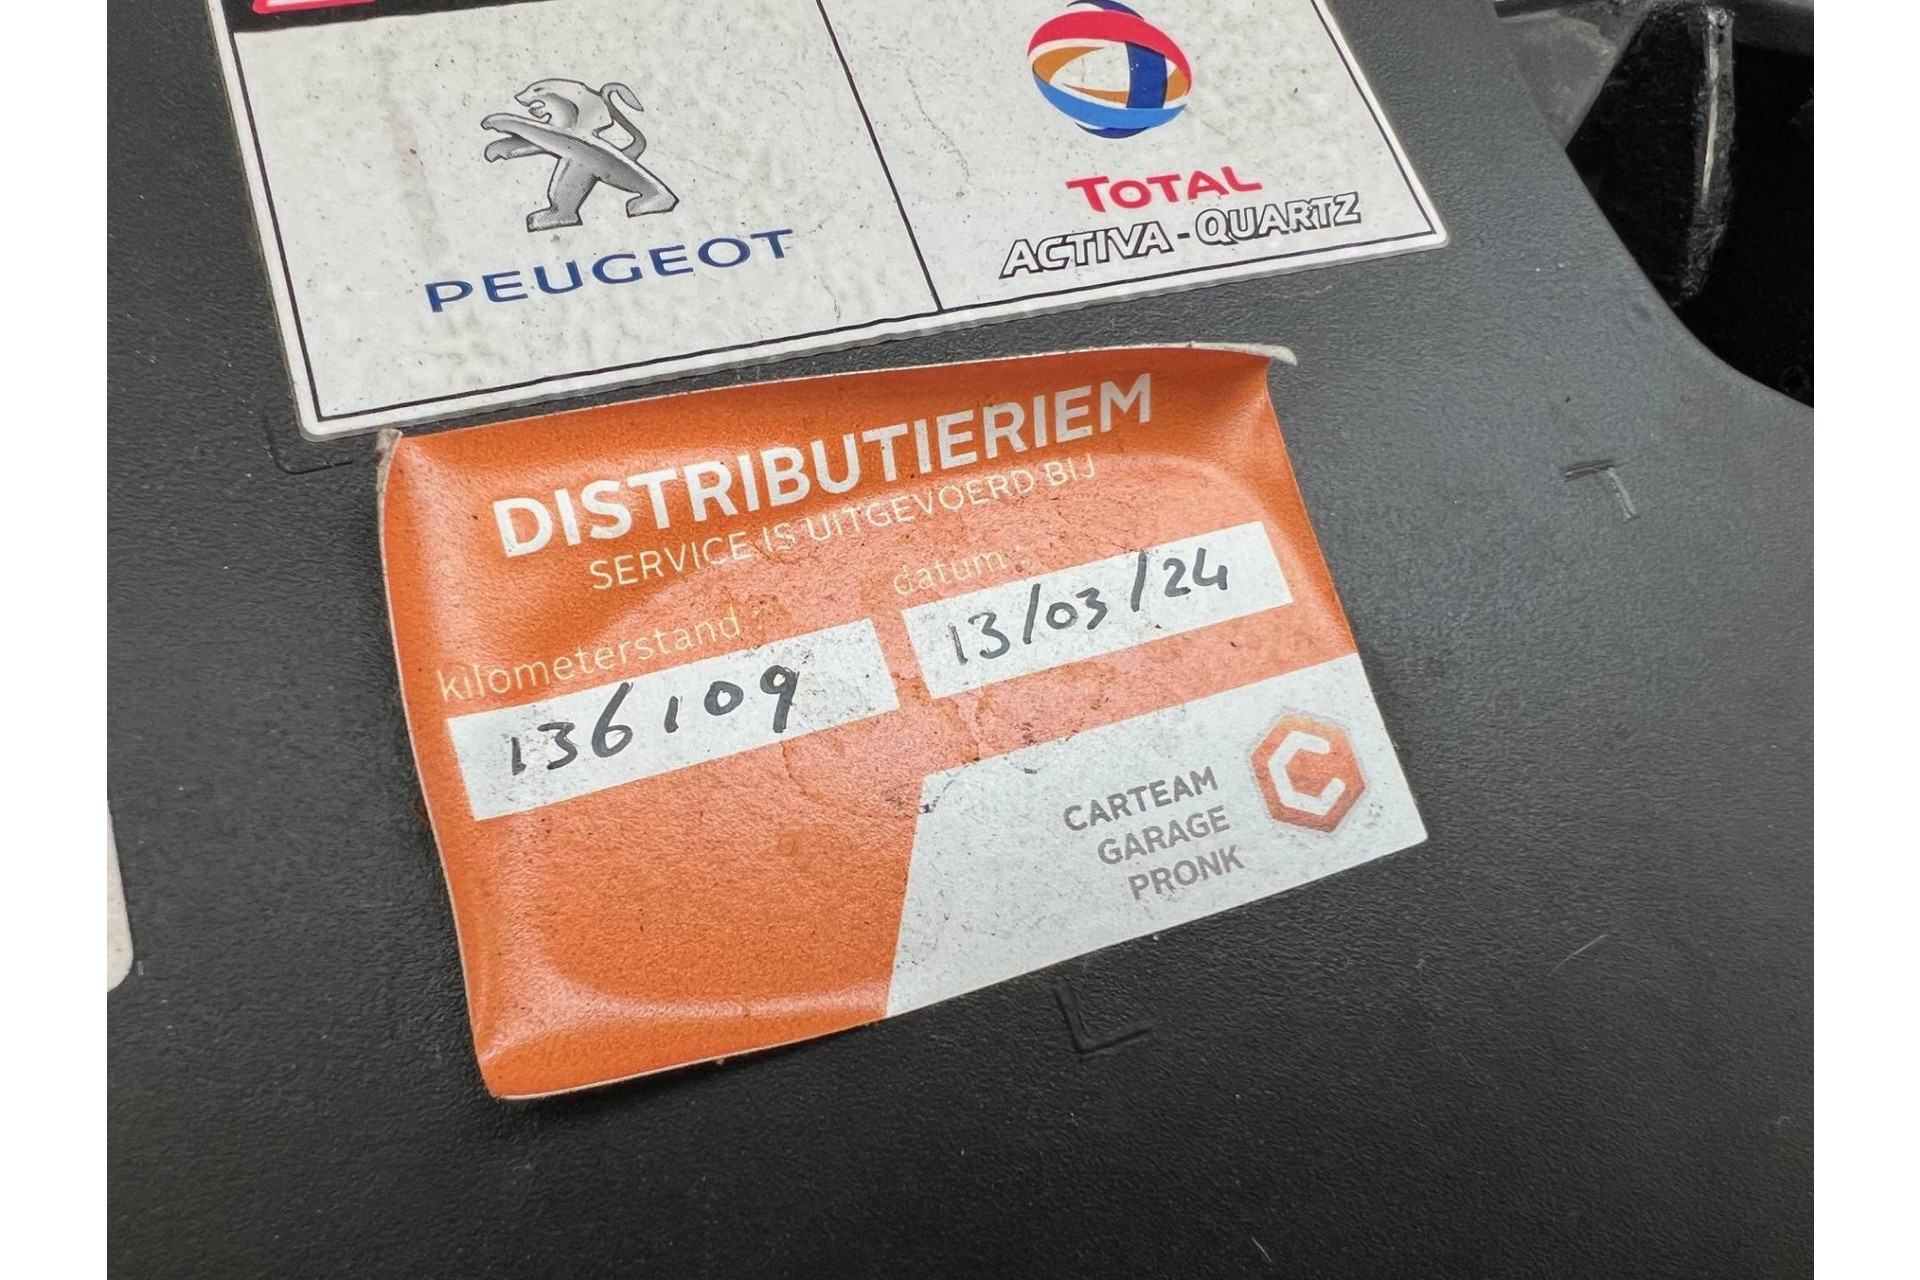 PEUGEOT
TOTAL
ACTIVA-QUARTZ
DISTRIBUTIERIEM
SERVICE IS UITGEVOERD BIJ
kilometerstand :
datum :
136109
13/03/24
CARTEAM
GARAGE
PRONK